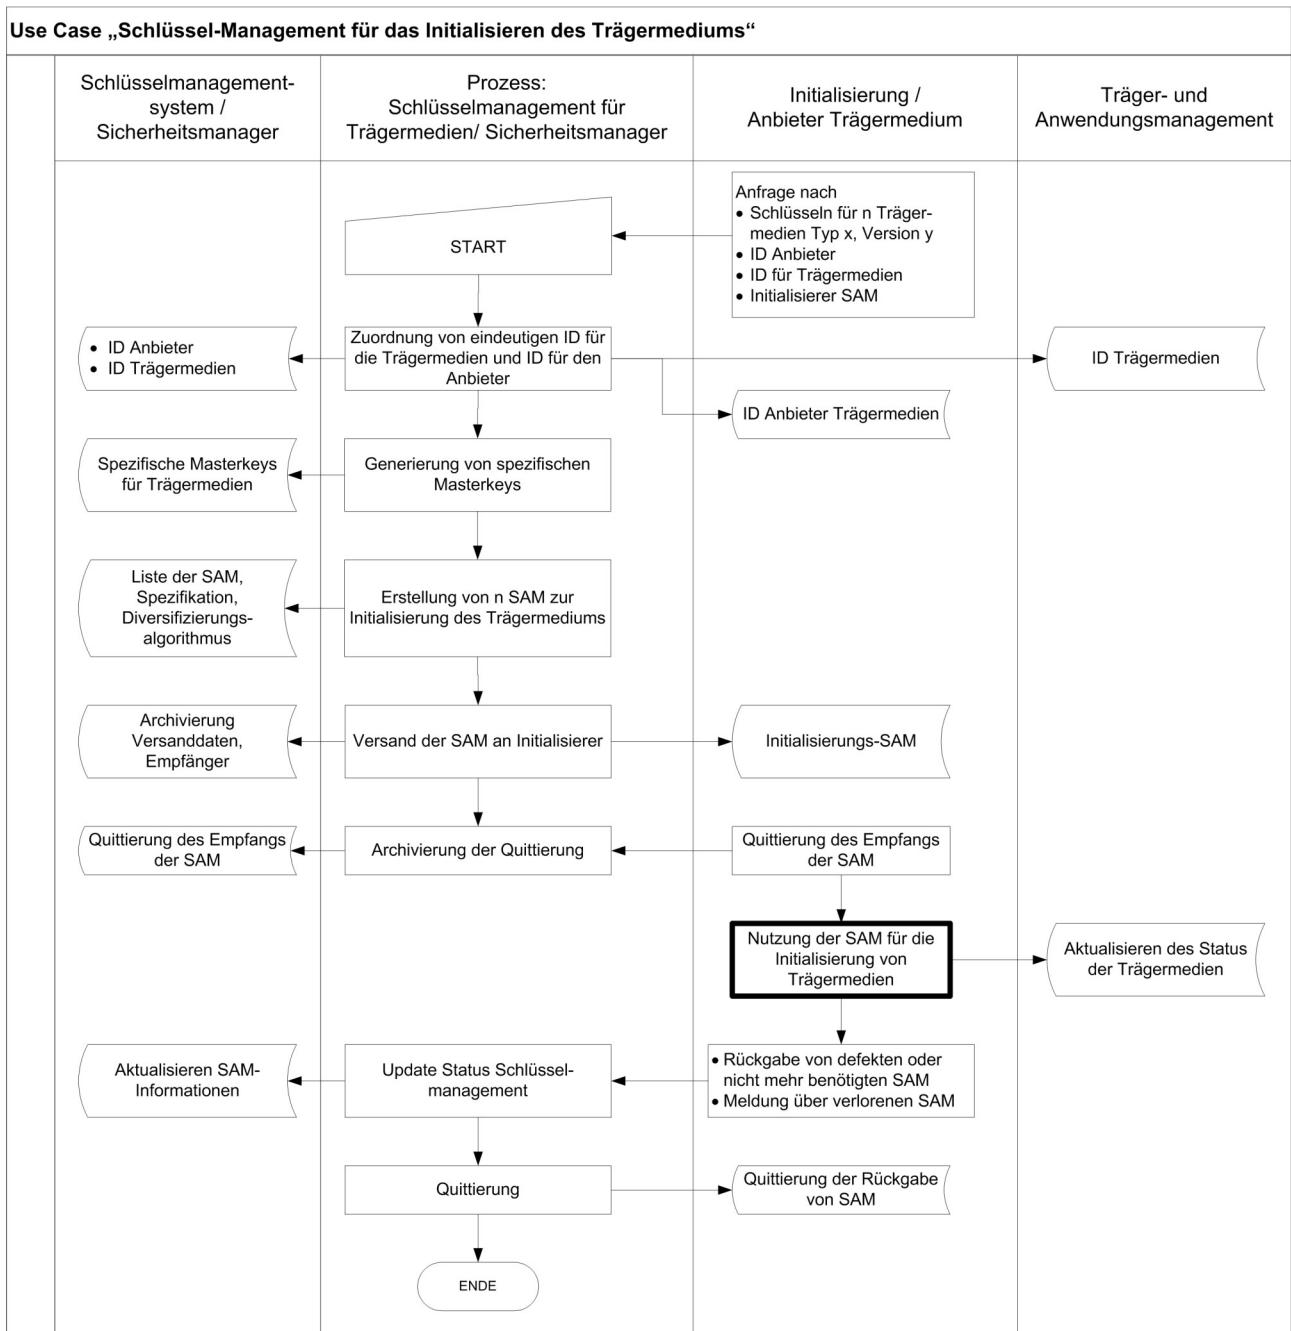 Use Case „Schlüssel-Management für das Initialisieren des Trägermediums“
Schlüsselmanagement-
system /
Sicherheitsmanager
Prozess:
Schlüsselmanagement für
Trägermedien/ Sicherheitsmanager
Initialisierung /
Anbieter Trägermedium
Träger- und
Anwendungsmanagement
Anfrage nach
• Schlüsseln für n Träger-
medien Typ x, Version y
• ID Anbieter
• ID für Trägermedien
• Initialisierer SAM
START
• ID Anbieter
• ID Trägermedien
Zuordnung von eindeutigen ID für
die Trägermedien und ID für den
Anbieter
ID Trägermedien
ID Anbieter Trägermedien
Spezifische Masterkeys
für Trägermedien
Generierung von spezifischen
Masterkeys
Liste der SAM,
Spezifikation,
Diversifizierungs-
algorithmus
Erstellung von n SAM zur
Initialisierung des Trägermediums
Archivierung
Versanddaten,
Empfänger
Versand der SAM an Initialisierer
Initialisierungs-SAM
Quittierung des Empfangs
der SAM
Archivierung der Quittierung
Quittierung des Empfangs
der SAM
Nutzung der SAM für die
Initialisierung von
Trägermedien
Aktualisieren des Status
der Trägermedien
Aktualisieren SAM-
Informationen
Update Status Schlüssel-
management
• Rückgabe von defekten oder
nicht mehr benötigten SAM
• Meldung über verlorenen SAM
Quittierung
Quittierung der Rückgabe
von SAM
ENDE